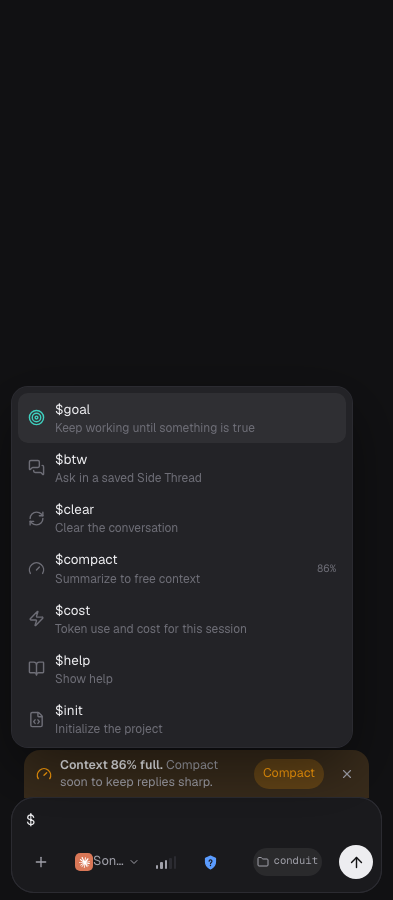 $goal
Keep working until something is true
$btw
Ask in a saved Side Thread
$clear
Clear the conversation
$compact
Summarize to free context
86%
$cost
Token use and cost for this session
$help
Show help
$init
Initialize the project
Context 86% full. Compact
soon to keep replies sharp.
Compact
$
Son...
conduit